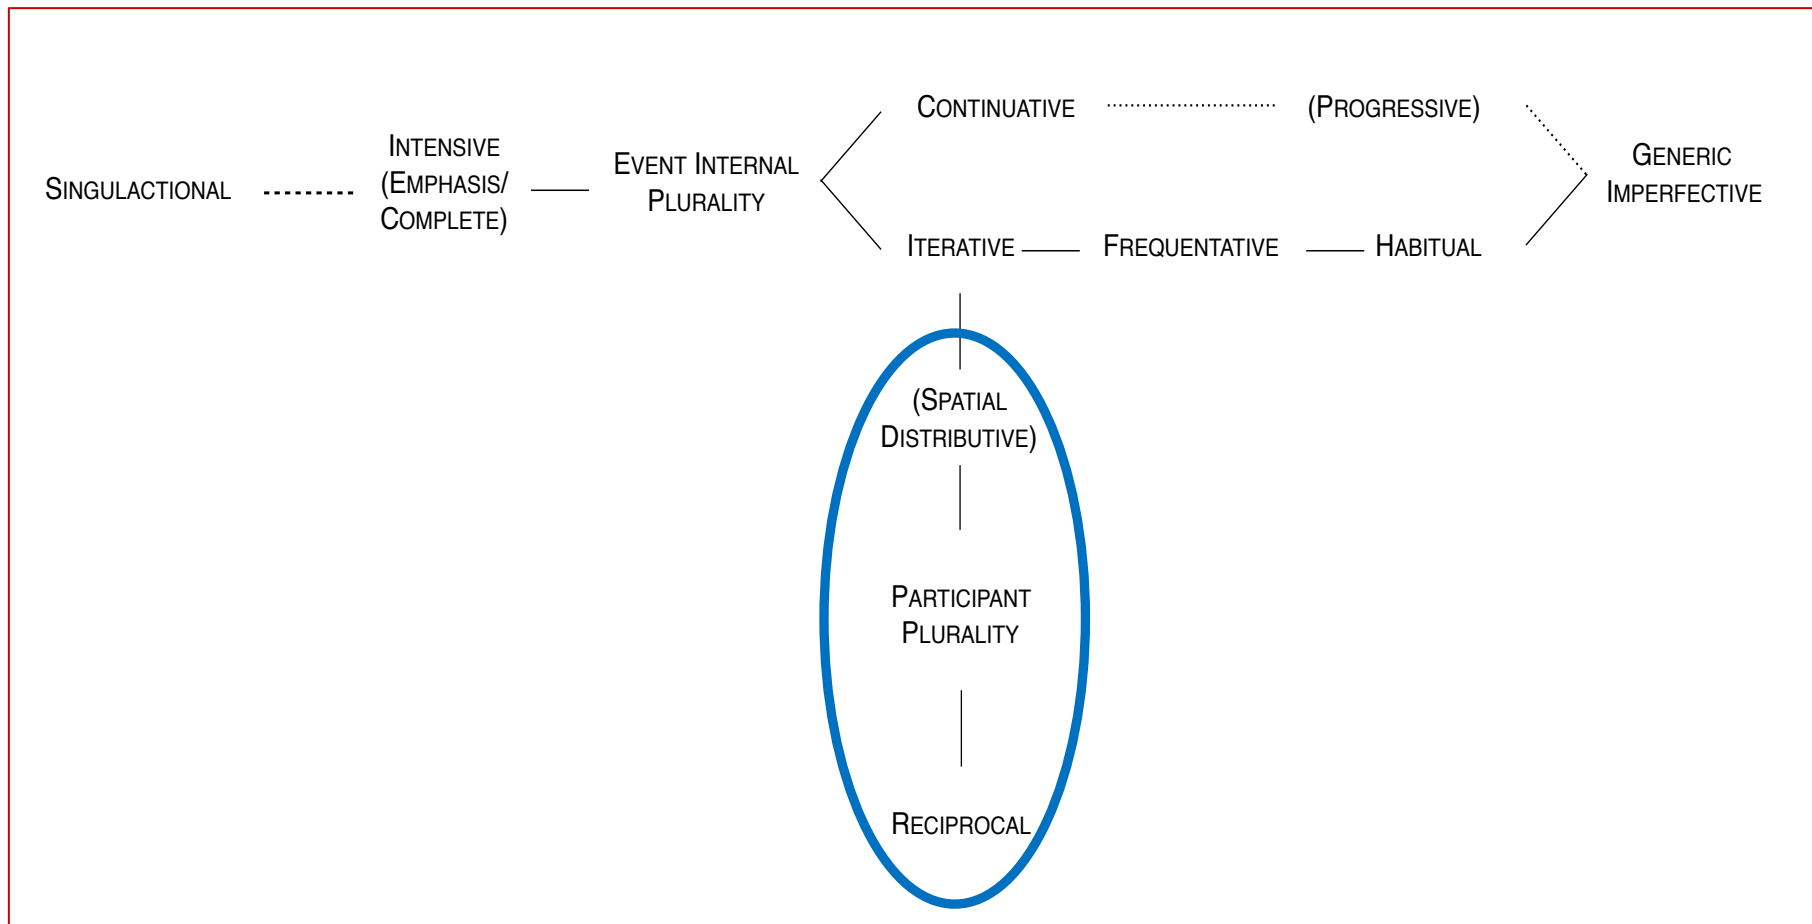 SINGULACTIONAL
INTENSIVE
(EMPHASIS/
COMPLETE)
EVENT INTERNAL
PLURALITY
CONTINUATIVE
(PROGRESSIVE)
GENERIC
IMPERFECTIVE
ITERATIVE
FREQUENTATIVE
HABITUAL
(SPATIAL
DISTRIBUTIVE)
PARTICIPANT
PLURALITY
RECIPROCAL